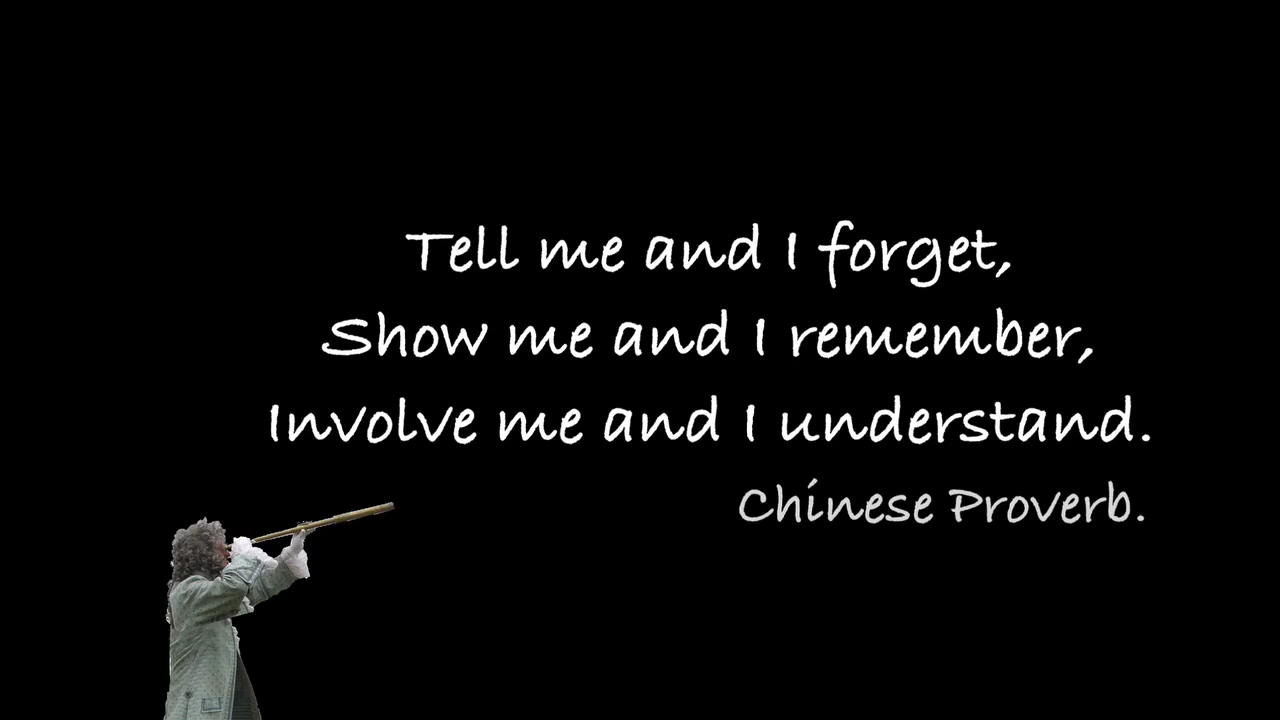 Tell me and I forget,
Show me and I remember,
Involve me and I understand.
Chinese Proverb.